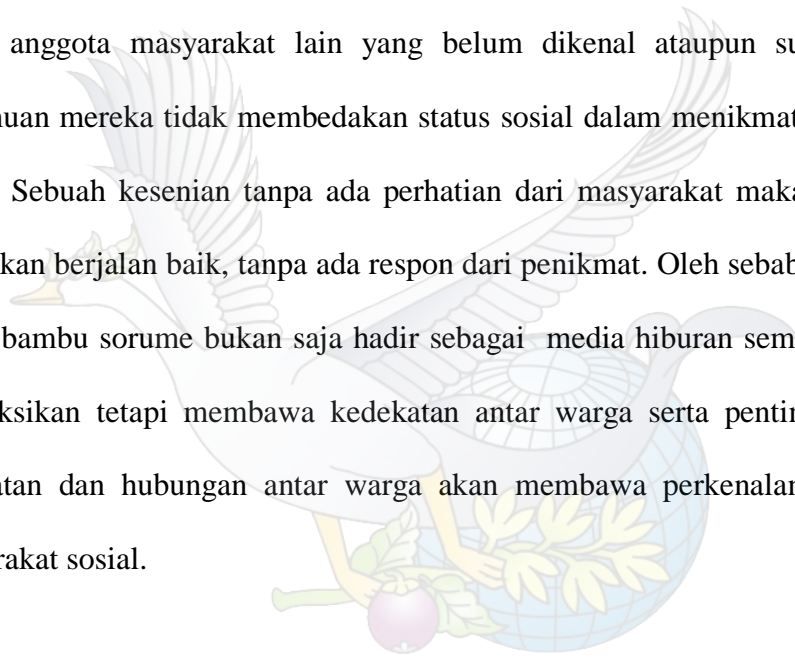 anggota masyarakat lain yang belum dikenal ataupun su
uan mereka tidak membedakan status sosial dalam menikmat
Sebuah kesenian tanpa ada perhatian dari masyarakat maka
kan berjalan baik, tanpa ada respon dari penikmat. Oleh sebab
bambu sorume bukan saja hadir sebagai media hiburan sem
ksikan tetapi membawa kedekatan antar warga serta pentin
atan dan hubungan antar warga akan membawa perkenalan
rakat sosial.